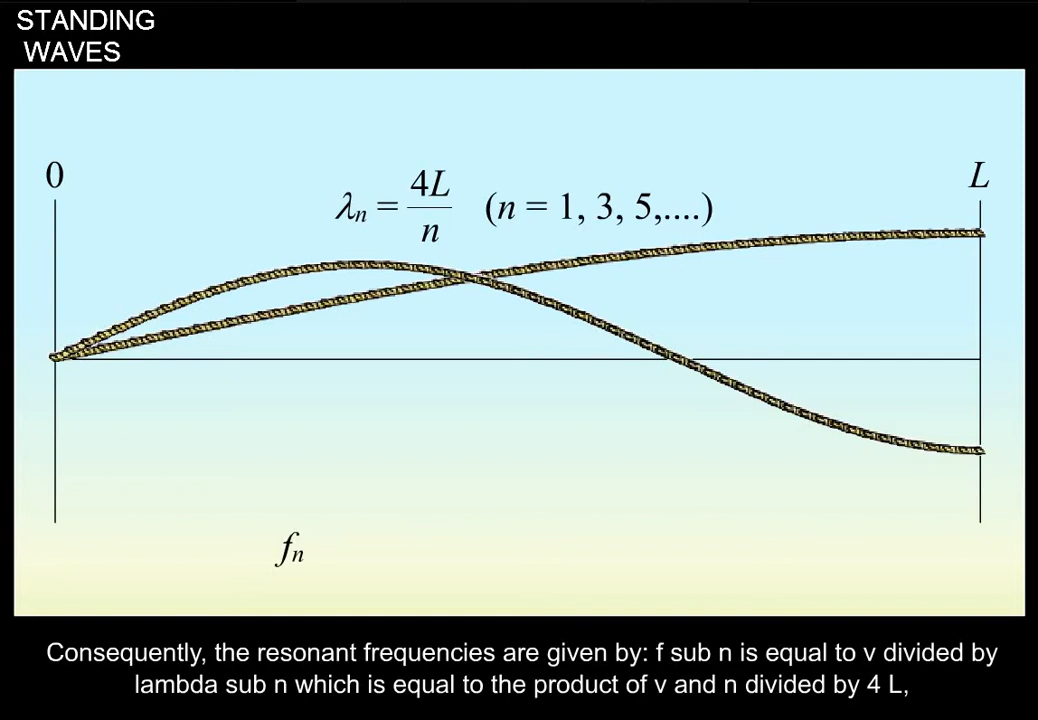 STANDING
WAVES
0
L
λn = 4L/n (n = 1, 3, 5,....)
fn
Consequently, the resonant frequencies are given by: f sub n is equal to v divided by
lambda sub n which is equal to the product of v and n divided by 4 L,